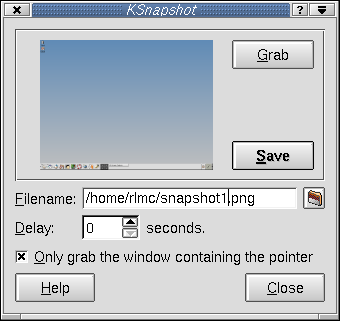 KSnapshot
?
Grab
Save
Filename: /home/rlmc/snapshot1.png
Delay: 0 seconds.
Only grab the window containing the pointer
Help
Close